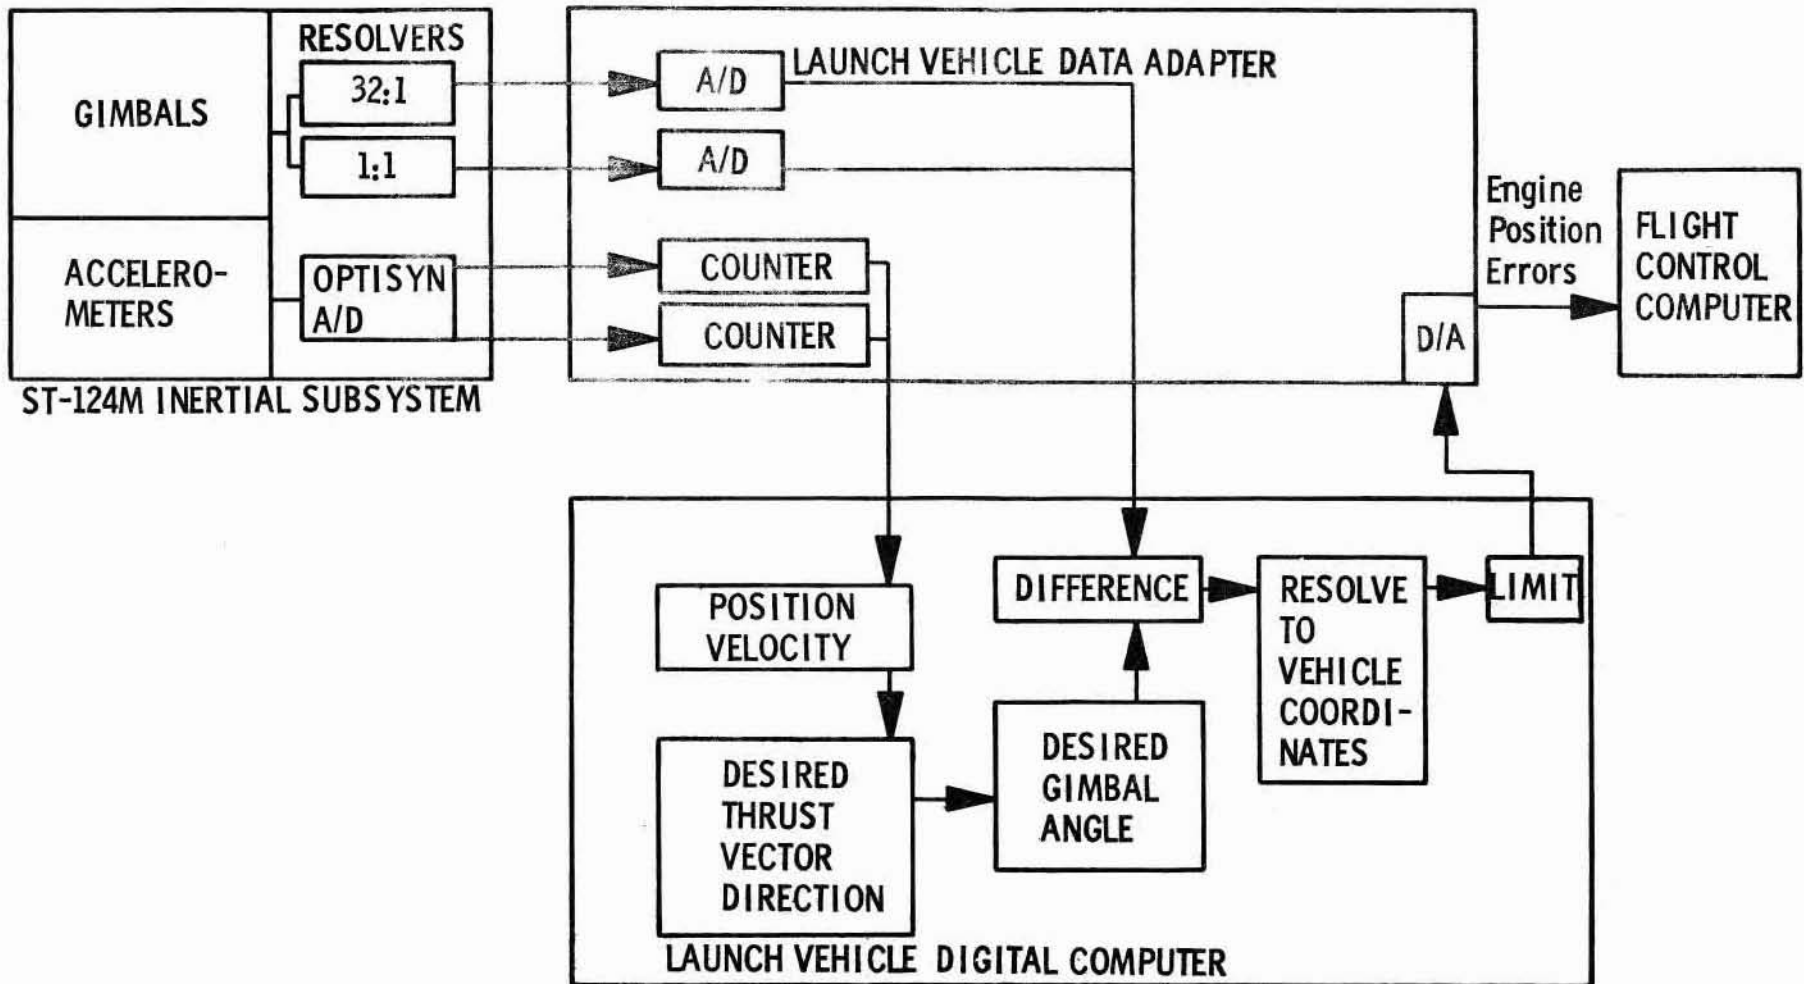 GIMBALS
RESOLVERS
32:1
1:1
ACCELERO-
METERS
OPTISYN
A/D
ST-124M INERTIAL SUBSYSTEM
LAUNCH VEHICLE DATA ADAPTER
A/D
A/D
COUNTER
COUNTER
D/A
Engine
Position
Errors
FLIGHT
CONTROL
COMPUTER
POSITION
VELOCITY
DESIRED
THRUST
VECTOR
DIRECTION
DESIRED
GIMBAL
ANGLE
DIFFERENCE
RESOLVE
TO
VEHICLE
COORDI-
NATES
LIMIT
LAUNCH VEHICLE DIGITAL COMPUTER